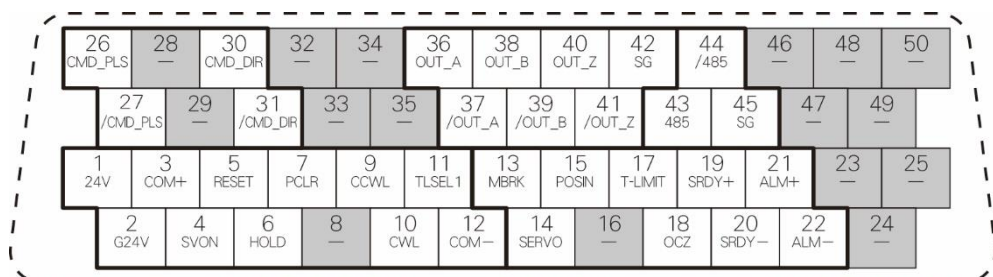 26 28 30 32 34 36 38 40 42 44 46 48 50
CMD_PLS — CMD_DIR — — OUT_A OUT_B OUT_Z SG /485 — — —
27 29 31 33 35 37 39 41 43 45 47 49
/CMD_PLS — /CMD_DIR — — /OUT_A /OUT_B /OUT_Z 485 SG — —
1 3 5 7 9 11 13 15 17 19 21 23 25
24V COM+ RESET PCLR CCWL TLSEL1 MBRK POSIN T-LIMIT SRDY+ ALM+ — —
2 4 6 8 10 12 14 16 18 20 22 24
G24V SVON HOLD — CWL COM− SERVO — OCZ SRDY− ALM− —